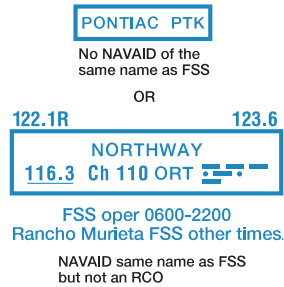 PONTIAC PTK
No NAVAID of the
same name as FSS
OR
122.1R 123.6
NORTHWAY
116.3 Ch 110 ORT
FSS oper 0600-2200
Rancho Murieta FSS other times.
NAVAID same name as FSS
but not an RCO